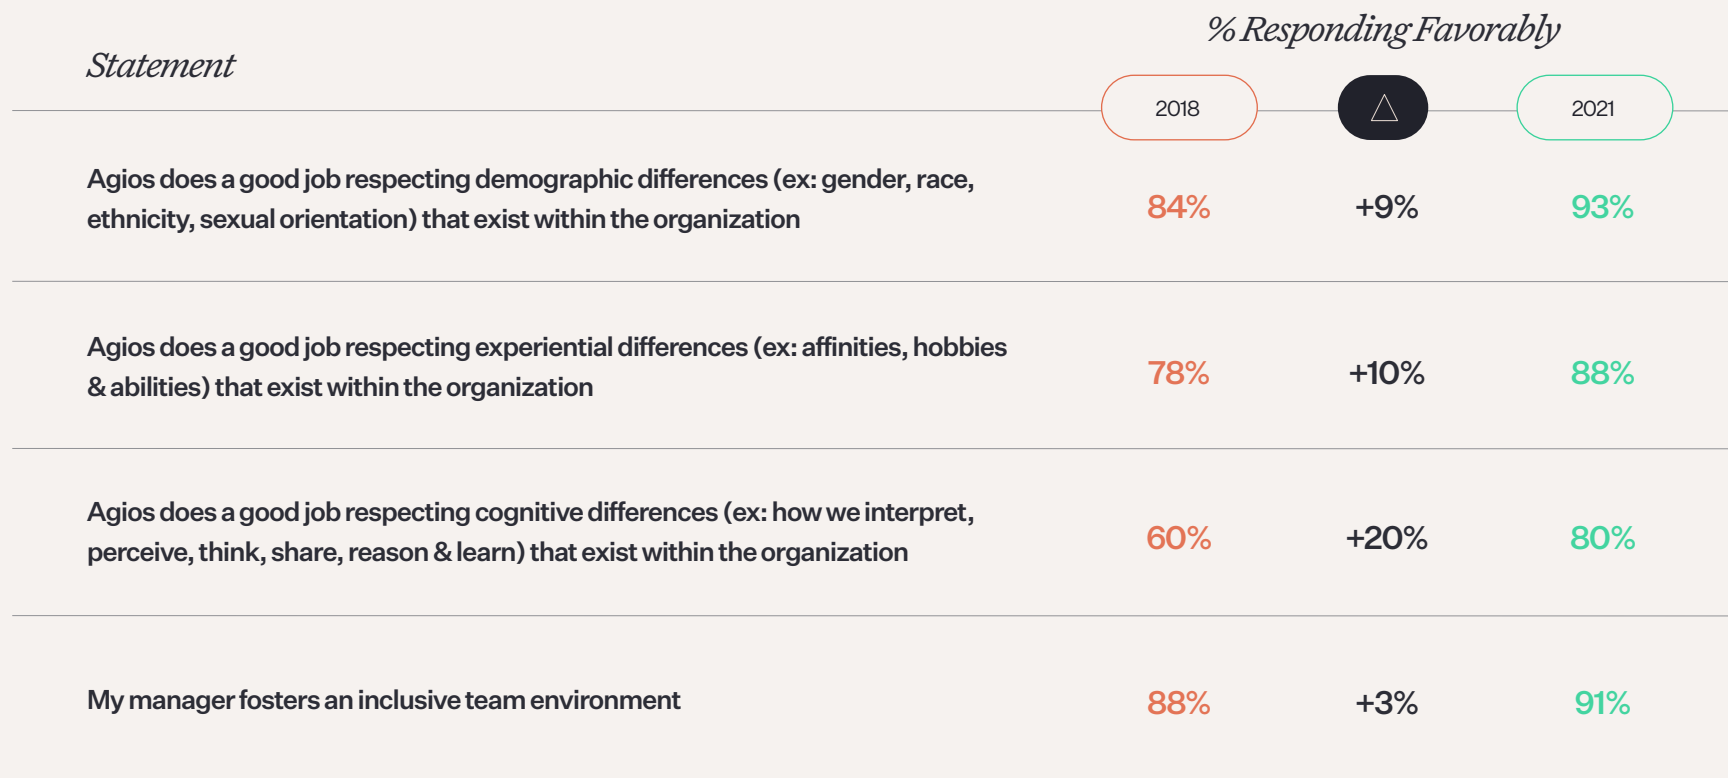 % Responding Favorably
Statement
2018
△
2021
Agios does a good job respecting demographic differences (ex: gender, race,
ethnicity, sexual orientation) that exist within the organization
84%
+9%
93%
Agios does a good job respecting experiential differences (ex: affinities, hobbies
& abilities) that exist within the organization
78%
+10%
88%
Agios does a good job respecting cognitive differences (ex: how we interpret,
perceive, think, share, reason & learn) that exist within the organization
60%
+20%
80%
My manager fosters an inclusive team environment
88%
+3%
91%